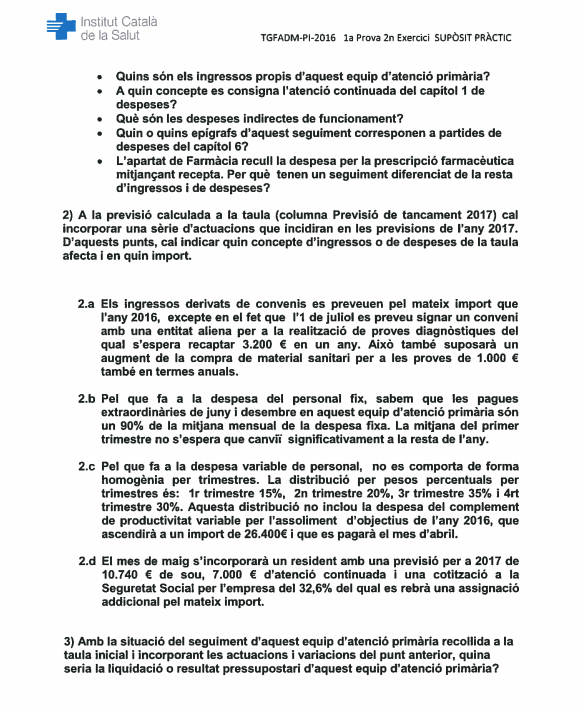 Institut Català
de la Salut
TGFADM-PI-2016 1a Prova 2n Exercici SUPÒSIT PRÀCTIC
• Quins són els ingressos propis d'aquest equip d'atenció primària?
• A quin concepte es consigna l'atenció continuada del capítol 1 de
despeses?
• Què són les despeses indirectes de funcionament?
• Quin o quins epígrafs d'aquest seguiment corresponen a partides de
despeses del capítol 6?
• L'apartat de Farmàcia recull la despesa per la prescripció farmacèutica
mitjançant recepta. Per què tenen un seguiment diferenciat de la resta
d'ingressos i de despeses?
2) A la previsió calculada a la taula (columna Previsió de tancament 2017) cal
incorporar una sèrie d'actuacions que incidiran en les previsions de l'any 2017.
D'aquests punts, cal indicar quin concepte d'ingressos o de despeses de la taula
afecta i en quin import.
2.a Els ingressos derivats de convenis es preveuen pel mateix import que
l'any 2016, excepte en el fet que l'1 de juliol es preveu signar un conveni
amb una entitat aliena per a la realització de proves diagnòstiques del
qual s'espera recaptar 3.200 € en un any. Això també suposarà un
augment de la compra de material sanitari per a les proves de 1.000 €
també en termes anuals.
2.b Pel que fa a la despesa del personal fix, sabem que les pagues
extraordinàries de juny i desembre en aquest equip d'atenció primària són
un 90% de la mitjana mensual de la despesa fixa. La mitjana del primer
trimestre no s'espera que canviï significativament a la resta de l'any.
2.c Pel que fa a la despesa variable de personal, no es comporta de forma
homogènia per trimestres. La distribució per pesos percentuals per
trimestres és: 1r trimestre 15%, 2n trimestre 20%, 3r trimestre 35% i 4rt
trimestre 30%. Aquesta distribució no inclou la despesa del complement
de productivitat variable per l'assoliment d'objectius de l'any 2016, que
ascendirà a un import de 26.400€ i que es pagarà el mes d'abril.
2.d El mes de maig s'incorporarà un resident amb una previsió per a 2017 de
10.740 € de sou, 7.000 € d'atenció continuada i una cotització a la
Seguretat Social per l'empresa del 32,6% del qual es rebrà una assignació
addicional pel mateix import.
3) Amb la situació del seguiment d'aquest equip d'atenció primària recollida a la
taula inicial i incorporant les actuacions i variacions del punt anterior, quina
seria la liquidació o resultat pressupostari d'aquest equip d'atenció primària?